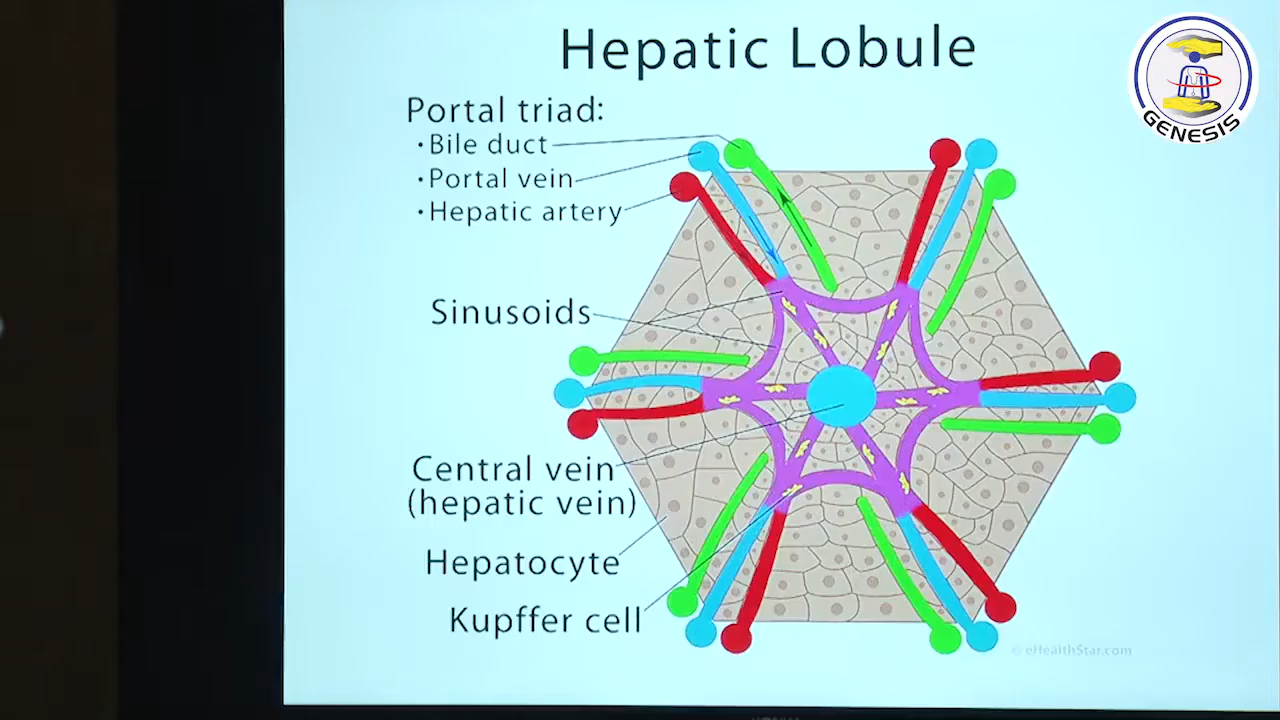 Hepatic Lobule
GENESIS
Portal triad:
• Bile duct
• Portal vein
• Hepatic artery
Sinusoids
Central vein
(hepatic vein)
Hepatocyte
Kupffer cell
© eHealthStar.com